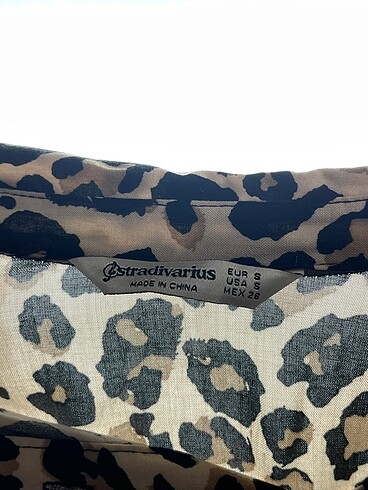 stradivarius
MADE IN CHINA
EUR S
USA S
MEX 26